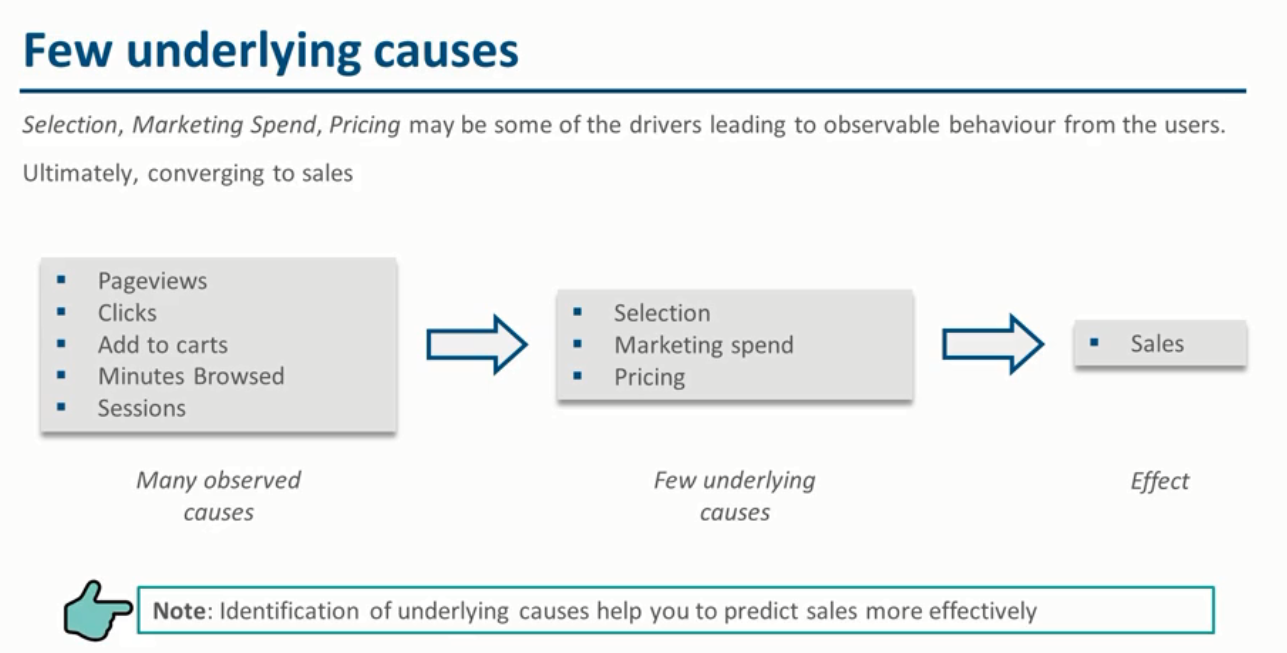 Few underlying causes
Selection, Marketing Spend, Pricing may be some of the drivers leading to observable behaviour from the users.
Ultimately, converging to sales
▪ Pageviews
▪ Clicks
▪ Add to carts
▪ Minutes Browsed
▪ Sessions
Many observed
causes
▪ Selection
▪ Marketing spend
▪ Pricing
Few underlying
causes
▪ Sales
Effect
Note: Identification of underlying causes help you to predict sales more effectively